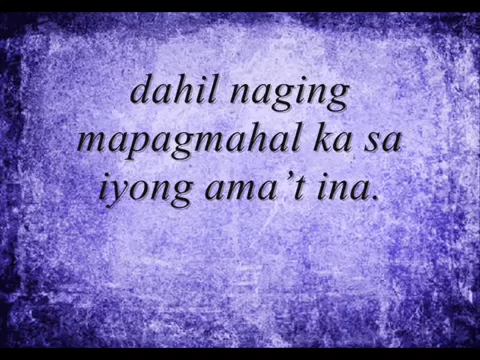 dahil naging
mapagmahal ka sa
iyong ama’t ina.